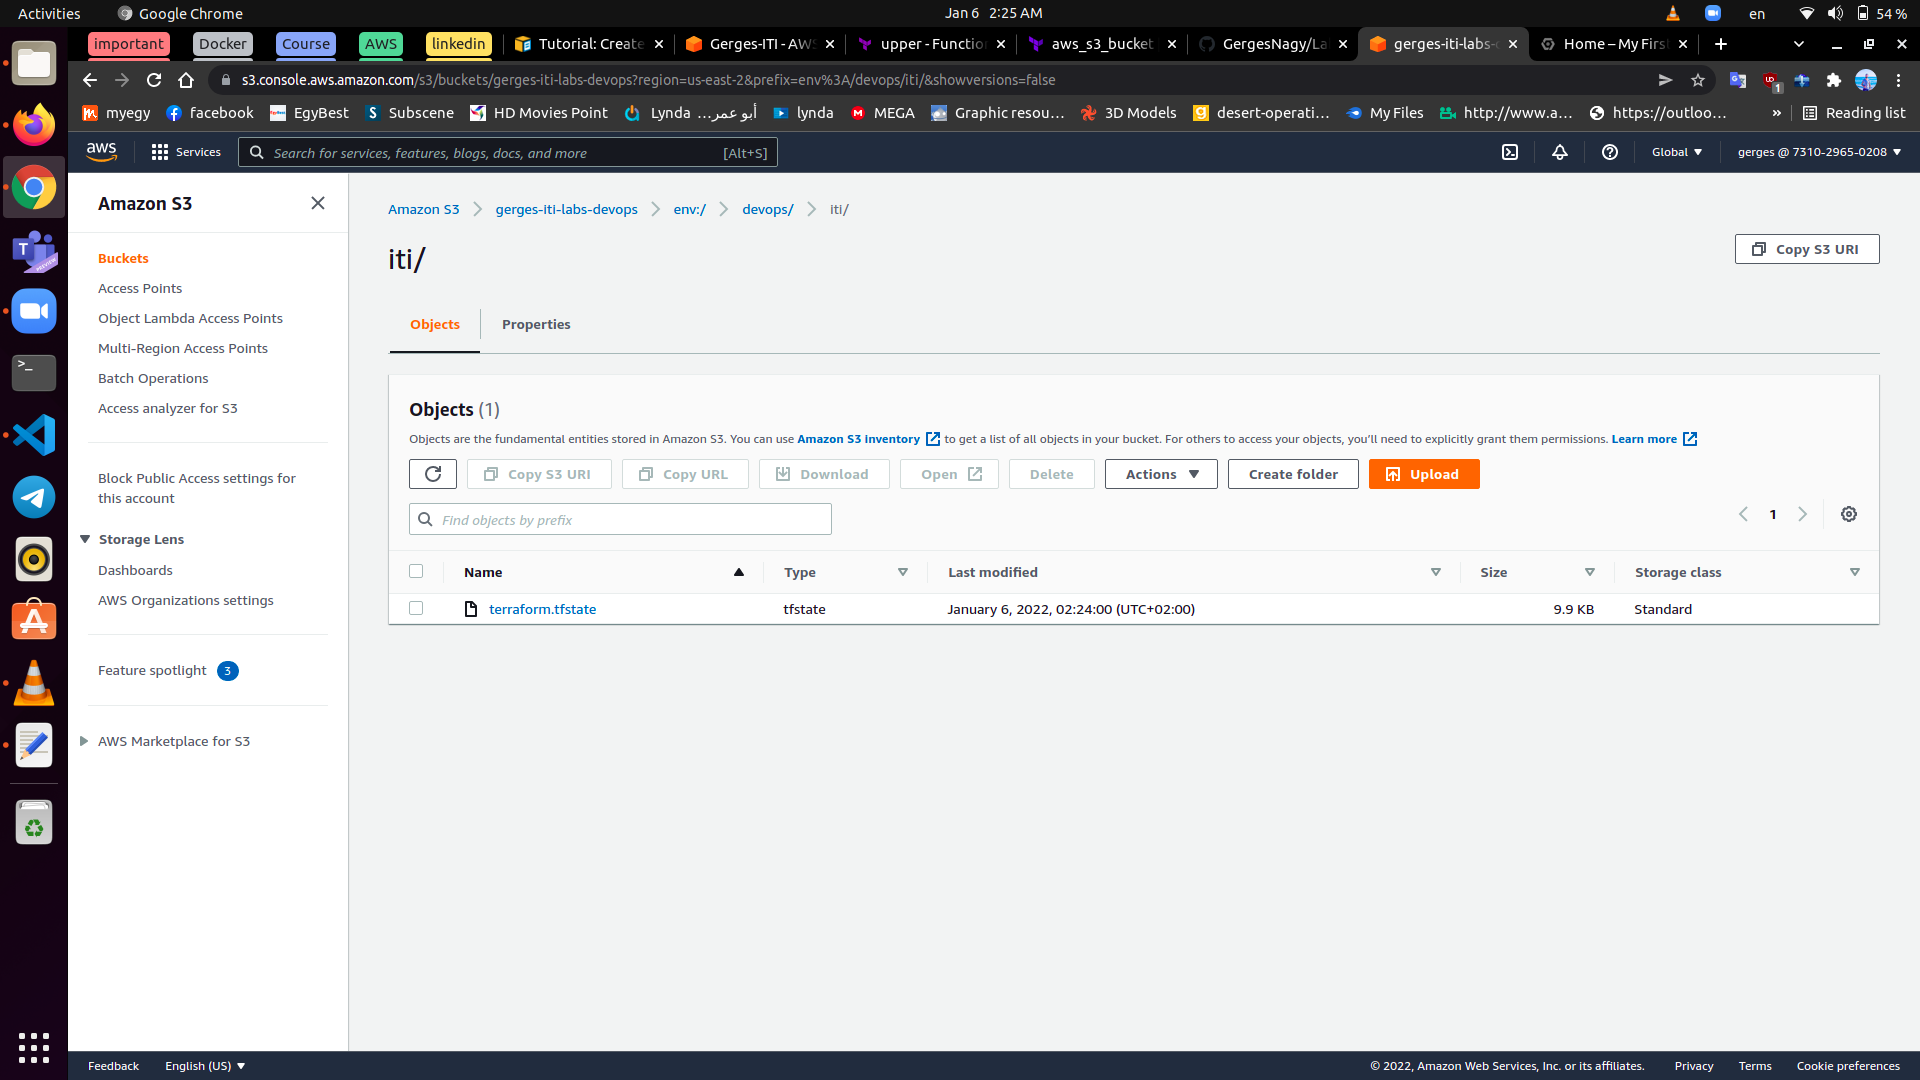 Activities
Google Chrome
Jan 6 2:25 AM
en
54 %
important
Docker
Course
AWS
linkedin
Tutorial: Create
Gerges-ITI - AWS
upper - Functio
aws_s3_bucket
GergesNagy/La
gerges-iti-labs-
Home – My Firs
s3.console.aws.amazon.com/s3/buckets/gerges-iti-labs-devops?region=us-east-2&prefix=env%3A/devops/iti/&showversions=false
1
myegy
facebook
EgyBest
Subscene
HD Movies Point
Lynda أبو عمر...
lynda
MEGA
Graphic resou...
3D Models
desert-operati...
My Files
http://www.a...
https://outloo...
»
Reading list
aws
Services
Search for services, features, blogs, docs, and more
[Alt+S]
Global
gerges @ 7310-2965-0208
Amazon S3
Buckets
Access Points
Object Lambda Access Points
Multi-Region Access Points
Batch Operations
Access analyzer for S3
Block Public Access settings for
this account
Storage Lens
Dashboards
AWS Organizations settings
Feature spotlight 3
AWS Marketplace for S3
Amazon S3
gerges-iti-labs-devops
env:/
devops/
iti/
iti/
Copy S3 URI
Objects
Properties
Objects (1)
Objects are the fundamental entities stored in Amazon S3. You can use Amazon S3 inventory to get a list of all objects in your bucket. For others to access your objects, you'll need to explicitly grant them permissions. Learn more
Copy S3 URI
Copy URL
Download
Open
Delete
Actions
Create folder
Upload
Find objects by prefix
1
Name
Type
Last modified
Size
Storage class
terraform.tfstate
tfstate
January 6, 2022, 02:24:00 (UTC+02:00)
9.9 KB
Standard
Feedback
English (US)
© 2022, Amazon Web Services, Inc. or its affiliates.
Privacy
Terms
Cookie preferences